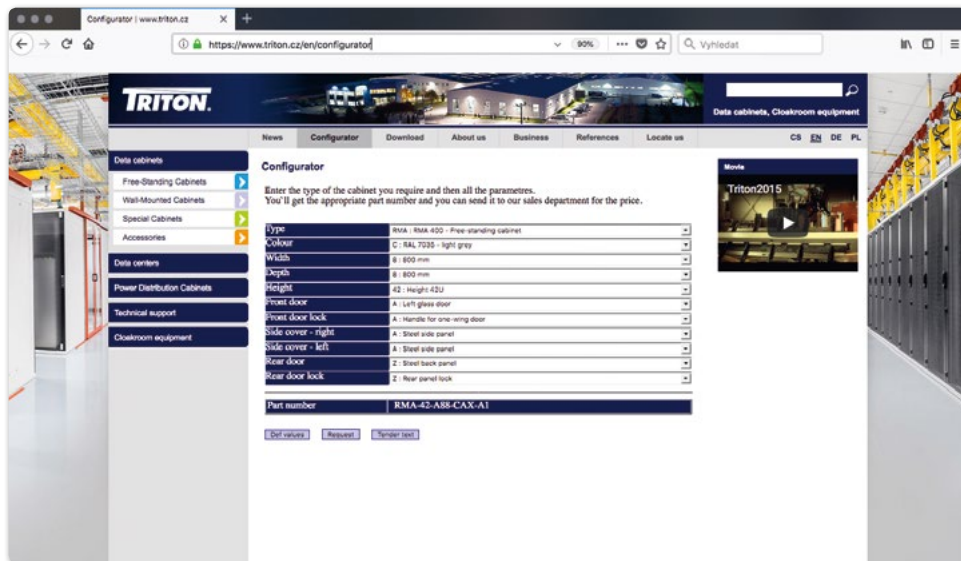 Configurator | www.triton.cz
https://www.triton.cz/en/configurator
90%
Vyhledat
TRITON.
Data cabinets, Cloakroom equipment
News Configurator Download About us Business References Locate us CS EN DE PL
Data cabinets
Free-Standing Cabinets
Wall-Mounted Cabinets
Special Cabinets
Accessories
Data centers
Power Distribution Cabinets
Technical support
Cloakroom equipment
Configurator
Enter the type of the cabinet you require and then all the parametres.
You'll get the appropriate part number and you can send it to our sales department for the price.
Type RMA : RMA 400 - Free-standing cabinet
Colour C : RAL 7035 - light grey
Width 8 : 800 mm
Depth 8 : 800 mm
Height 42 : Height 42U
Front door A : Left glass door
Front door lock A : Handle for one-wing door
Side cover - right A : Steel side panel
Side cover - left A : Steel side panel
Rear door Z : Steel back panel
Rear door lock Z : Rear panel lock
Part number RMA-42-A88-CAX-A1
Def values Request Tender text
Movie
Triton2015